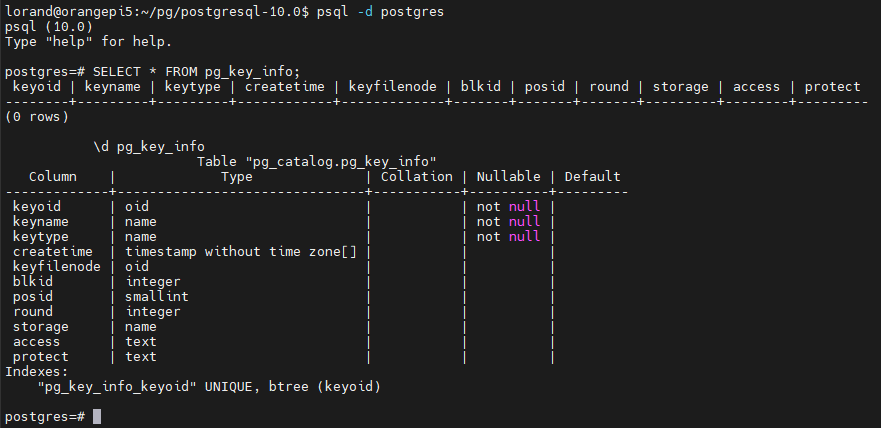 lorand@orangepi5:~/pg/postgresql-10.0$ psql -d postgres
psql (10.0)
Type "help" for help.

postgres=# SELECT * FROM pg_key_info;
 keyoid | keyname | keytype | createtime | keyfilenode | blkid | posid | round | storage | access | protect
--------+---------+---------+------------+-------------+-------+-------+-------+---------+--------+---------
(0 rows)

           \d pg_key_info
                        Table "pg_catalog.pg_key_info"
   Column    |             Type              | Collation | Nullable | Default
-------------+-------------------------------+-----------+----------+---------
 keyoid      | oid                           |           | not null |
 keyname     | name                          |           | not null |
 keytype     | name                          |           | not null |
 createtime  | timestamp without time zone[] |           |          |
 keyfilenode | oid                           |           |          |
 blkid       | integer                       |           |          |
 posid       | smallint                      |           |          |
 round       | integer                       |           |          |
 storage     | name                          |           |          |
 access      | text                          |           |          |
 protect     | text                          |           |          |
Indexes:
    "pg_key_info_keyoid" UNIQUE, btree (keyoid)

postgres=#